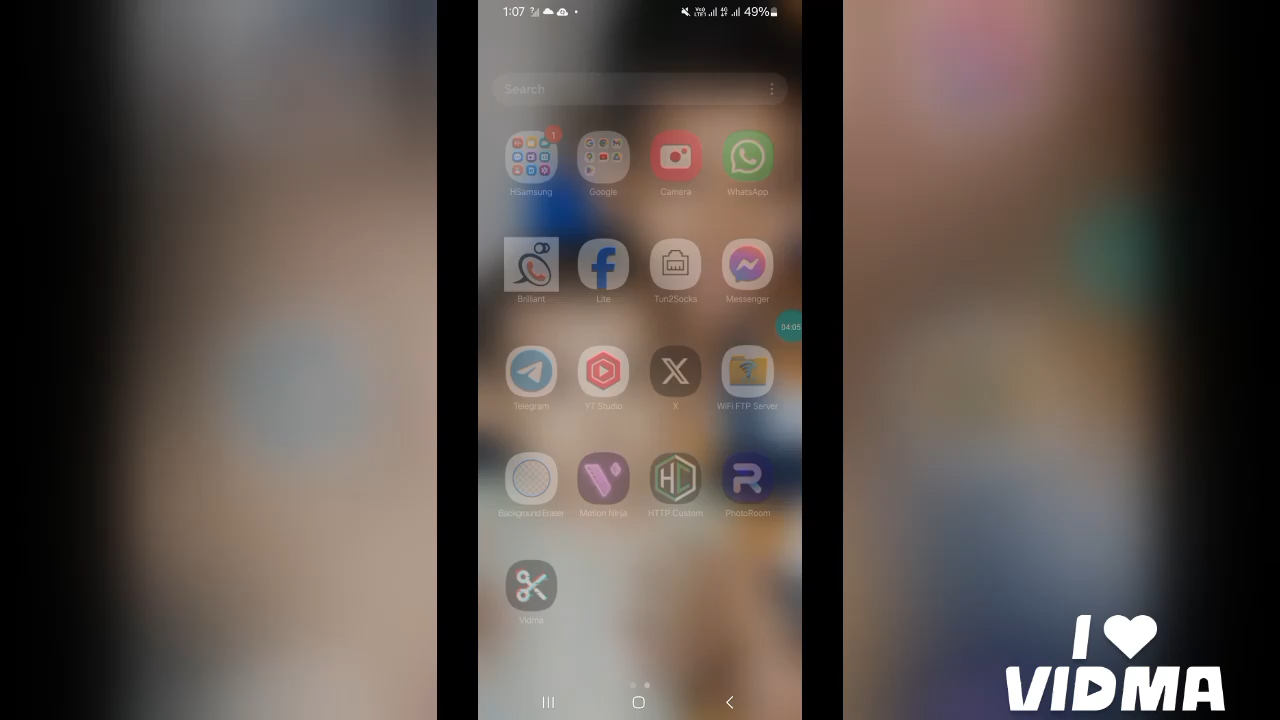 1:07
49%
Search
1
HSamsung
Google
Camera
WhatsApp
Brilliant
Lite
Tun2Socks
Messenger
04:05
Telegram
YT Studio
X
WiFi FTP Server
Background Eraser
Motion Ninja
HTTP Custom
PhotoRoom
Vidma
I
VIDMA